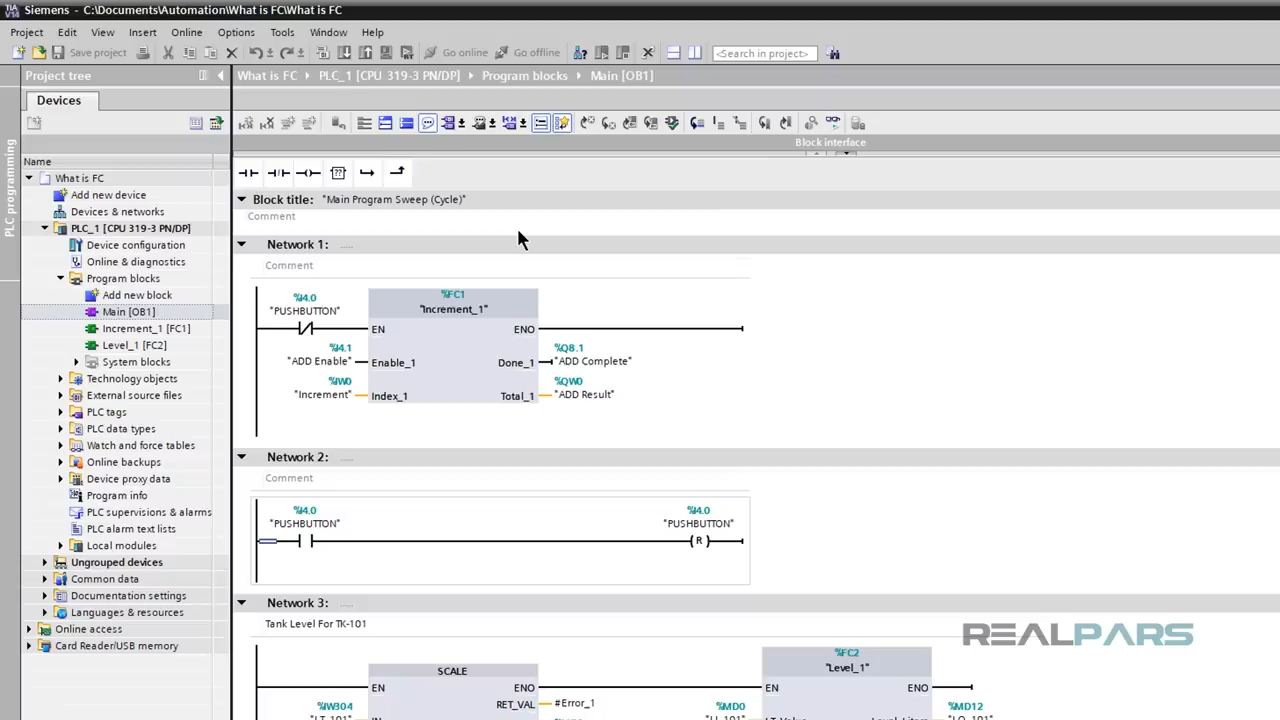 TIA
V14
Siemens - C:\Documents\Automation\What is FC\What is FC
Project Edit View Insert Online Options Tools Window Help
Save project Go online Go offline <Search in project>
Project tree
What is FC PLC_1 [CPU 319-3 PN/DP] Program blocks Main [OB1]
Devices
PLC programming
Block interface
Name
What is FC
Add new device
Devices & networks
PLC_1 [CPU 319-3 PN/DP]
Device configuration
Online & diagnostics
Program blocks
Add new block
Main [OB1]
Increment_1 [FC1]
Level_1 [FC2]
System blocks
Technology objects
External source files
PLC tags
PLC data types
Watch and force tables
Online backups
Device proxy data
Program info
PLC supervisions & alarms
PLC alarm text lists
Local modules
Ungrouped devices
Common data
Documentation settings
Languages & resources
Online access
Card Reader/USB memory
??
Block title: "Main Program Sweep (Cycle)"
Comment
Network 1: .....
Comment
%I4.0
"PUSHBUTTON"
%FC1
"Increment_1"
EN ENO
%I4.1
"ADD Enable" Enable_1
Done_1 %Q8.1
"ADD Complete"
%IW0
"Increment" Index_1
Total_1 %QW0
"ADD Result"
Network 2: .....
Comment
%I4.0
"PUSHBUTTON"
%I4.0
"PUSHBUTTON"
( R )
Network 3: .....
Tank Level For TK-101
REALPARS
SCALE
%FC2
"Level_1"
EN ENO EN ENO
RET_VAL #Error_1
%IW304
%MD0
%MD12